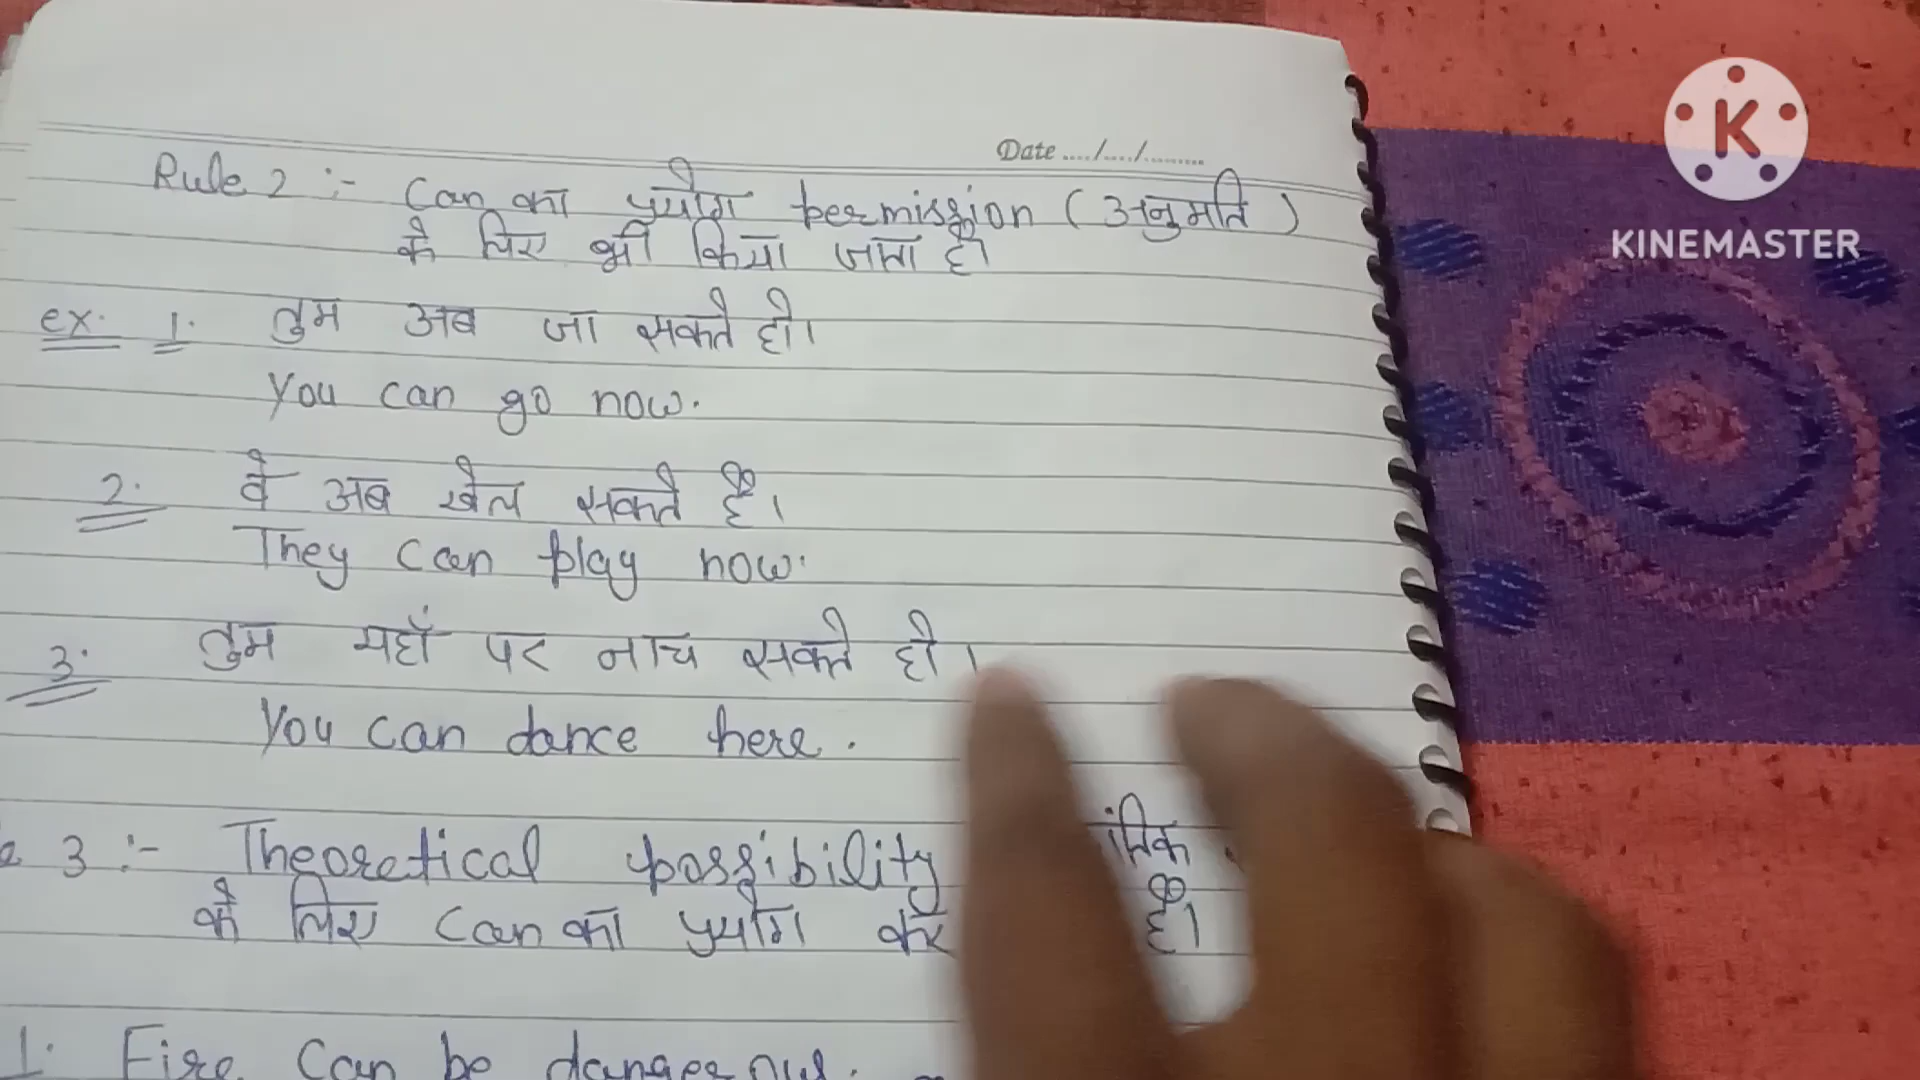 Date ..../..../.........
Rule 2 :- Can का प्रयोग permission (अनुमति)
के लिए भी किया जाता है।
ex. 1. तुम अब जा सकते हो।
You can go now.
2. वे अब खेल सकते हैं।
They can play now.
3. तुम यहाँ पर नाच सकते हो।
You can dance here.
3 :- Theoretical possibility
के लिए Can का प्रयोग है।
1. Fire can be dangerous.
KINEMASTER